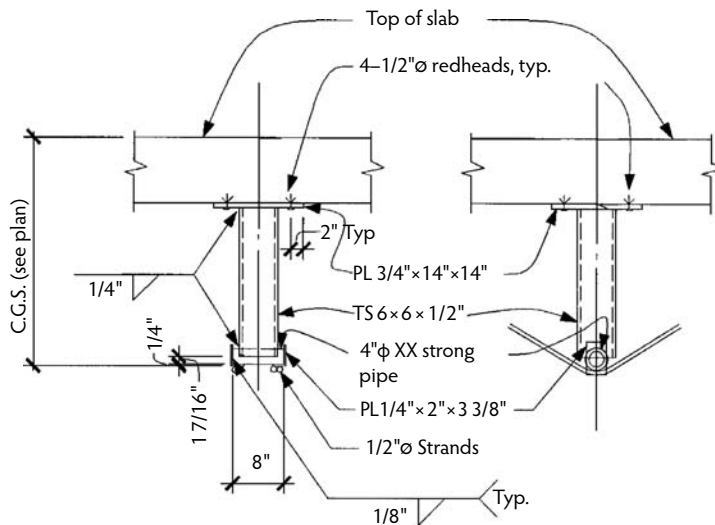 Top of slab
4–1/2"ø redheads, typ.
C.G.S. (see plan)
2" Typ
PL 3/4"×14"×14"
1/4"
TS 6×6×1/2"
1/4"
4"ϕ XX strong
pipe
1 7/16"
PL1/4"×2"×3 3/8"
1/2"ø Strands
8"
Typ.
1/8"